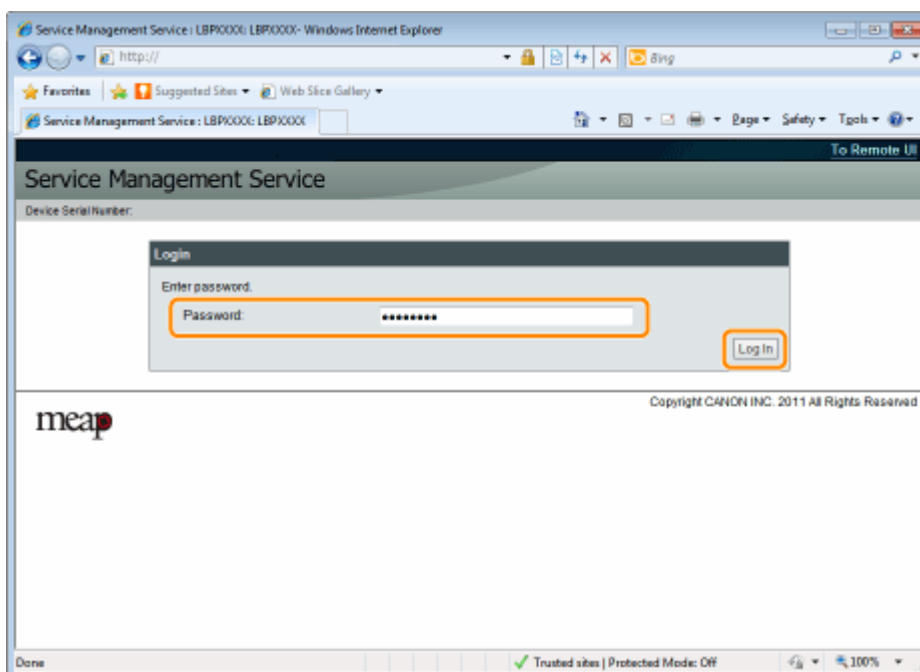 Service Management Service : LBPXXXX: LBPXXXX- Windows Internet Explorer
http://
Bing
Favorites Suggested Sites Web Slice Gallery
Service Management Service : LBPXXXX: LBPXXXX Page Safety Tools
To Remote UI
Service Management Service
Device Serial Number:
Login
Enter password.
Password: ••••••••
Log In
Copyright CANON INC. 2011 All Rights Reserved
meap
Done Trusted sites | Protected Mode: Off 100%